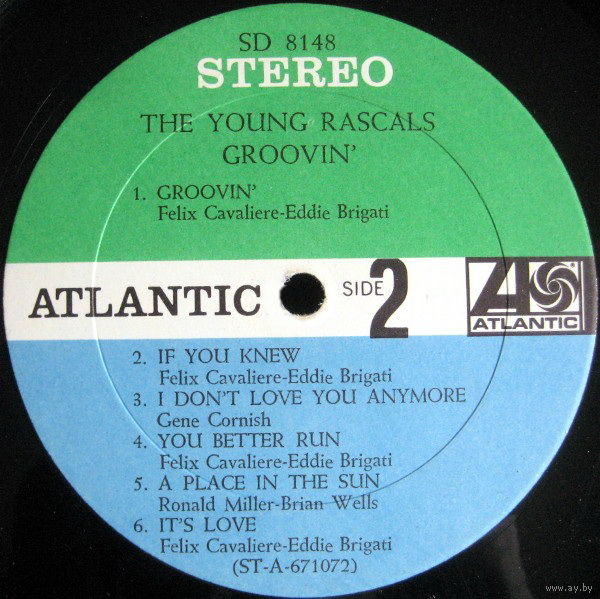 SD 8148
STEREO
THE YOUNG RASCALS
GROOVIN'
1. GROOVIN'
Felix Cavaliere-Eddie Brigati
ATLANTIC
SIDE 2
ATLANTIC
2. IF YOU KNEW
Felix Cavaliere-Eddie Brigati
3. I DON'T LOVE YOU ANYMORE
Gene Cornish
4. YOU BETTER RUN
Felix Cavaliere-Eddie Brigati
5. A PLACE IN THE SUN
Ronald Miller-Brian Wells
6. IT'S LOVE
Felix Cavaliere-Eddie Brigati
(ST-A-671072)
www.ay.by